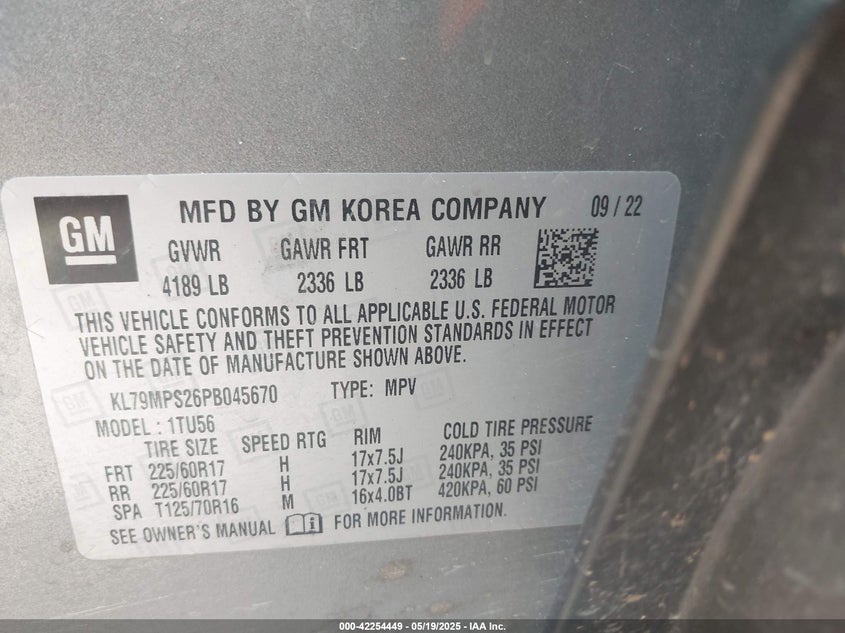 GM
MFD BY GM KOREA COMPANY 09 / 22
GVWR GAWR FRT GAWR RR
4189 LB 2336 LB 2336 LB
THIS VEHICLE CONFORMS TO ALL APPLICABLE U.S. FEDERAL MOTOR
VEHICLE SAFETY AND THEFT PREVENTION STANDARDS IN EFFECT
ON THE DATE OF MANUFACTURE SHOWN ABOVE.
KL79MPS26PB045670 TYPE: MPV
MODEL : 1TU56
TIRE SIZE SPEED RTG RIM COLD TIRE PRESSURE
FRT 225/60R17 H 17x7.5J 240KPA, 35 PSI
RR 225/60R17 H 17x7.5J 240KPA, 35 PSI
SPA T125/70R16 M 16x4.0BT 420KPA, 60 PSI
SEE OWNER'S MANUAL FOR MORE INFORMATION.
000-42254449 - 05/19/2025 - IAA Inc.